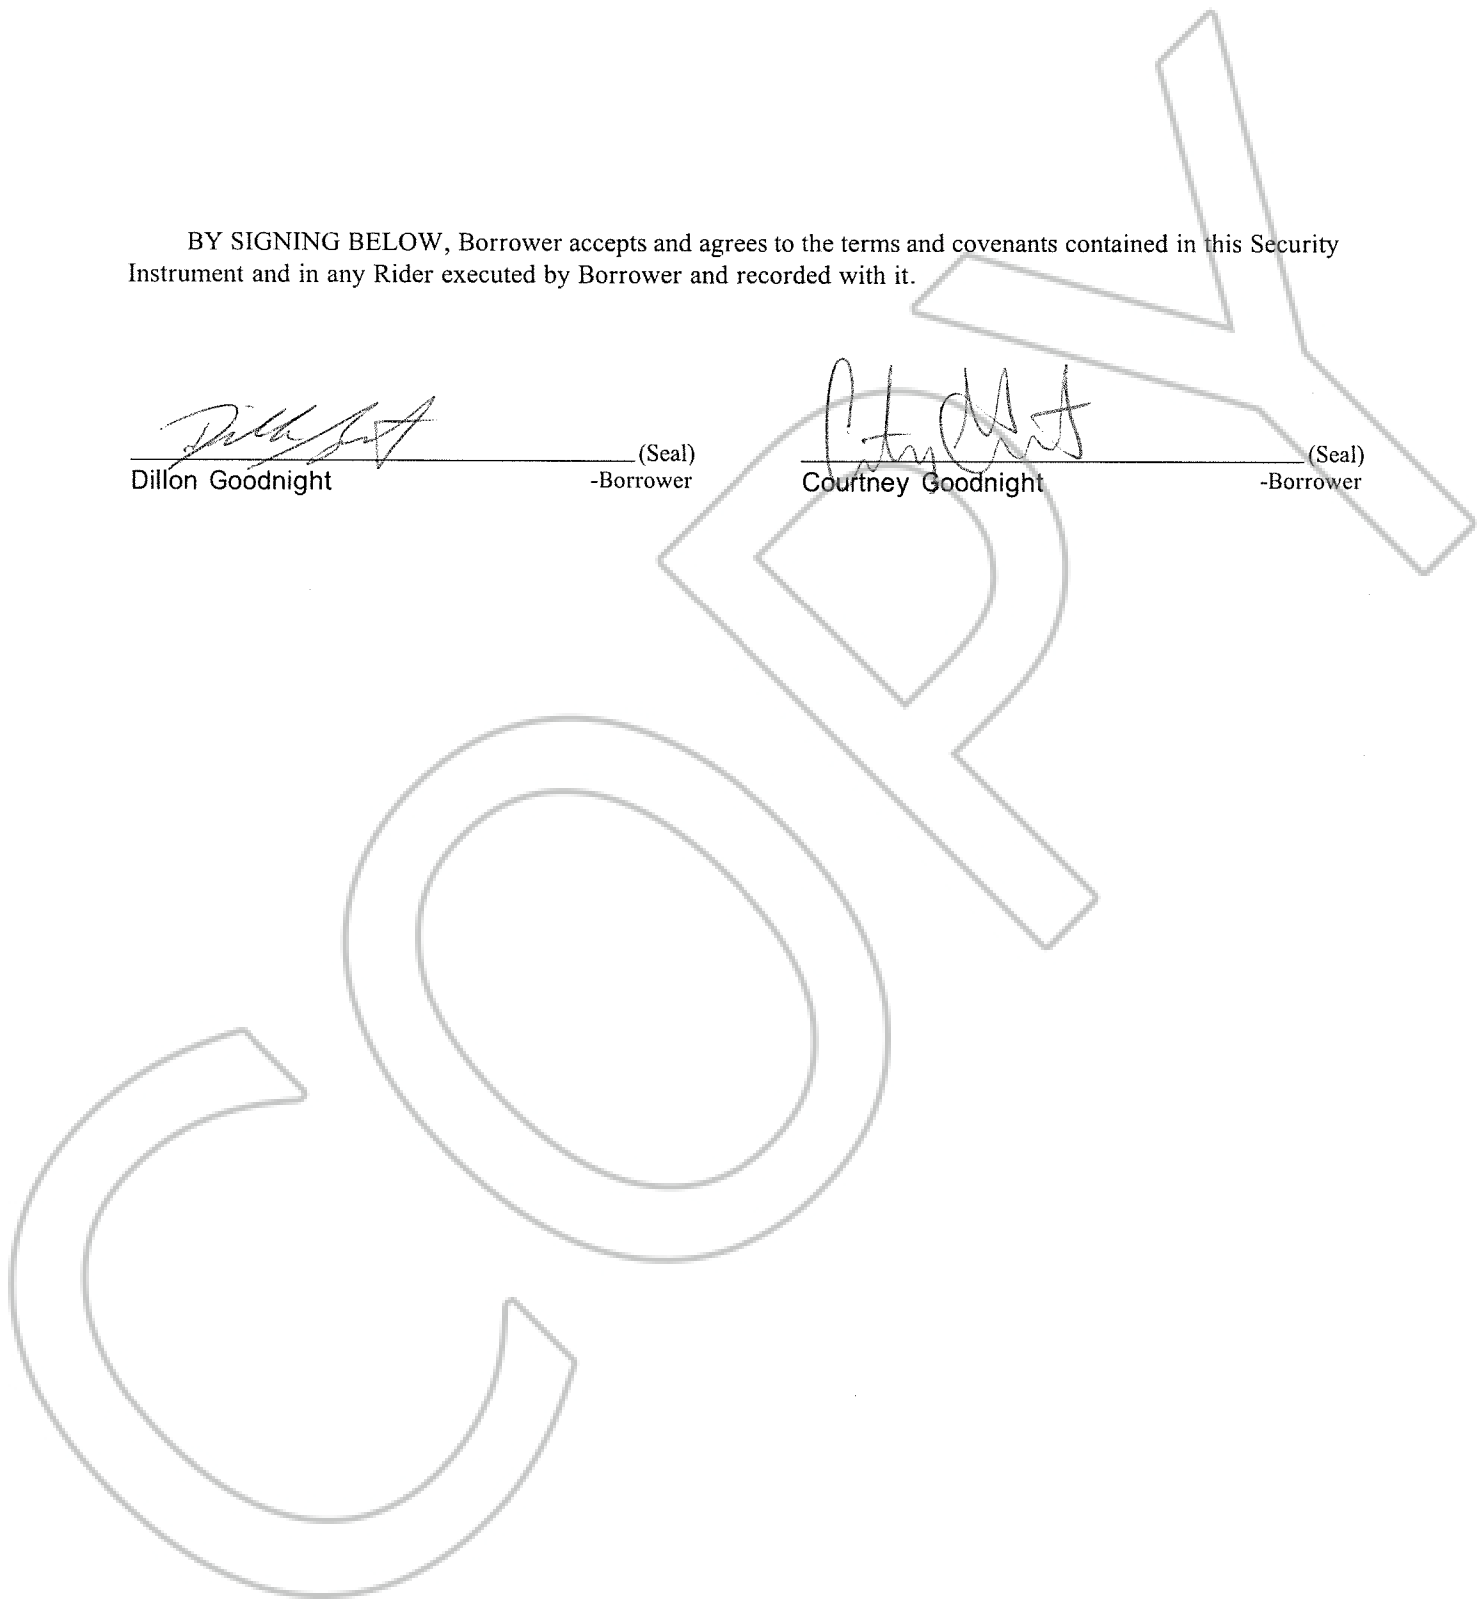 BY SIGNING BELOW, Borrower accepts and agrees to the terms and covenants contained in this Security
Instrument and in any Rider executed by Borrower and recorded with it.
(Seal)
Dillon Goodnight -Borrower
(Seal)
Courtney Goodnight -Borrower
COPY